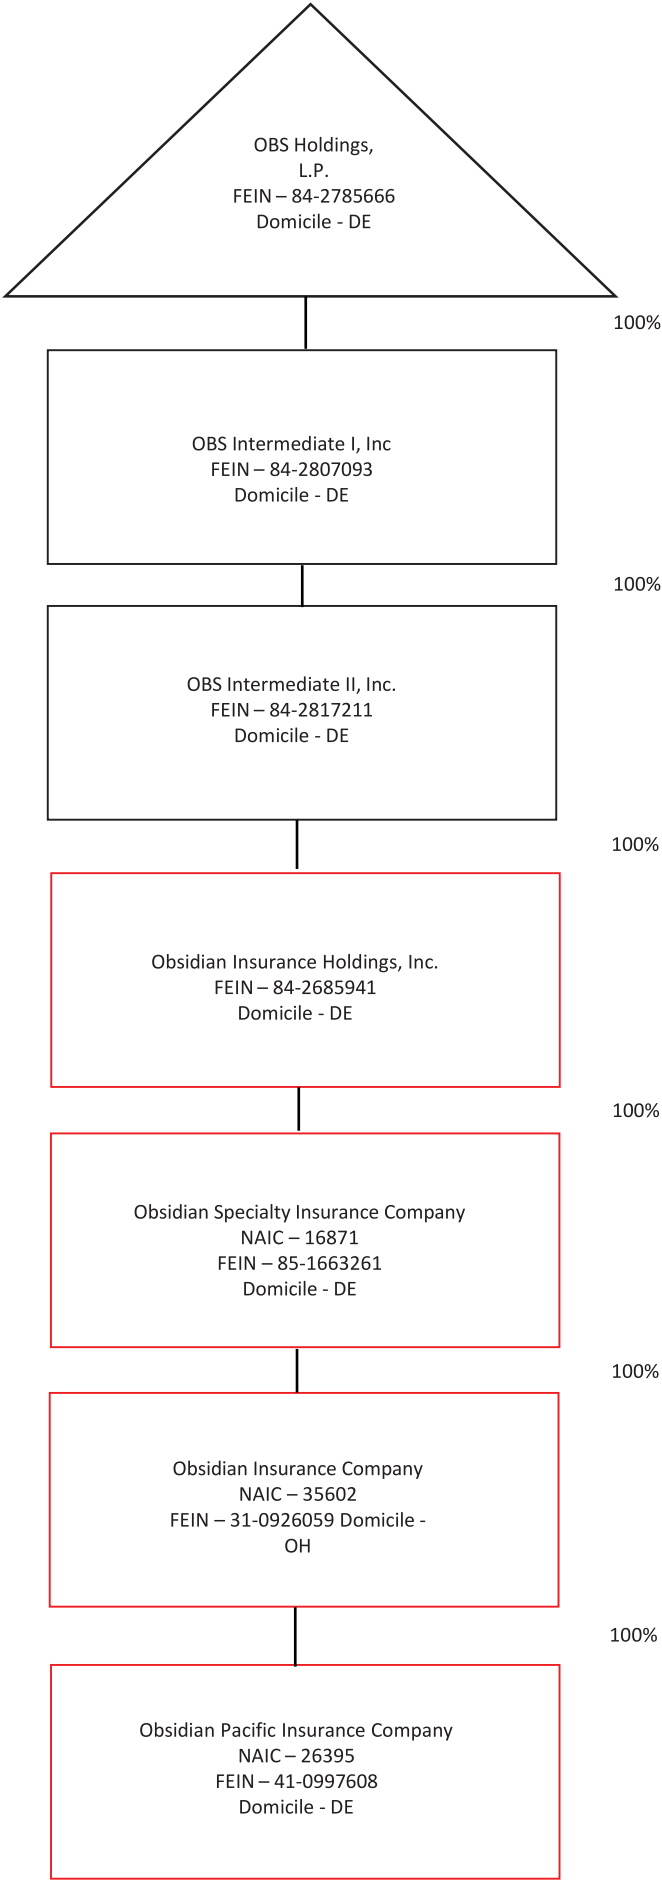 OBS Holdings,
L.P.
FEIN – 84-2785666
Domicile - DE
100%
OBS Intermediate I, Inc
FEIN – 84-2807093
Domicile - DE
100%
OBS Intermediate II, Inc.
FEIN – 84-2817211
Domicile - DE
100%
Obsidian Insurance Holdings, Inc.
FEIN – 84-2685941
Domicile - DE
100%
Obsidian Specialty Insurance Company
NAIC – 16871
FEIN – 85-1663261
Domicile - DE
100%
Obsidian Insurance Company
NAIC – 35602
FEIN – 31-0926059 Domicile -
OH
100%
Obsidian Pacific Insurance Company
NAIC – 26395
FEIN – 41-0997608
Domicile - DE